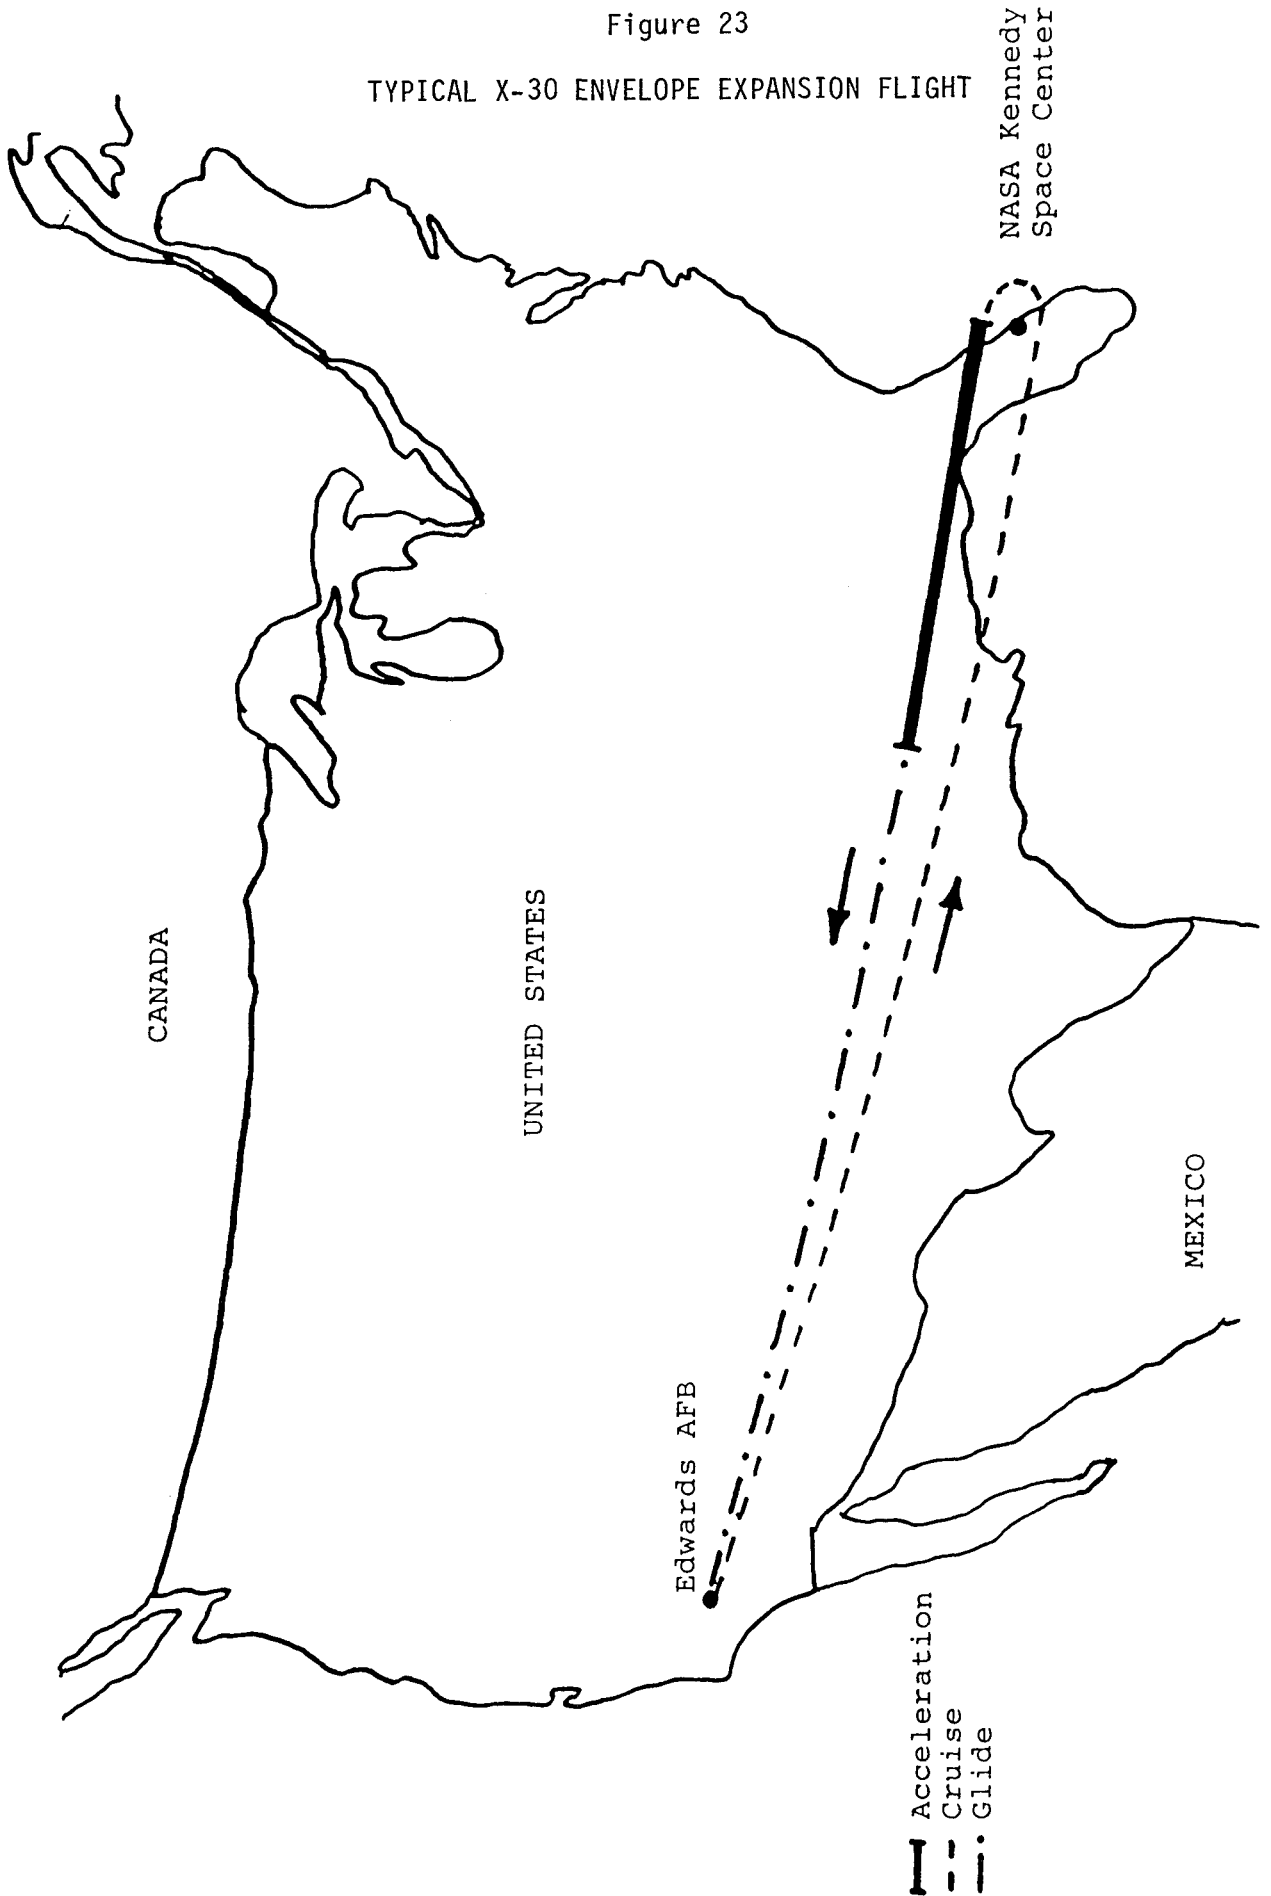 Figure 23
TYPICAL X-30 ENVELOPE EXPANSION FLIGHT
NASA Kennedy
Space Center
CANADA
UNITED STATES
MEXICO
Edwards AFB
Acceleration
Cruise
Glide